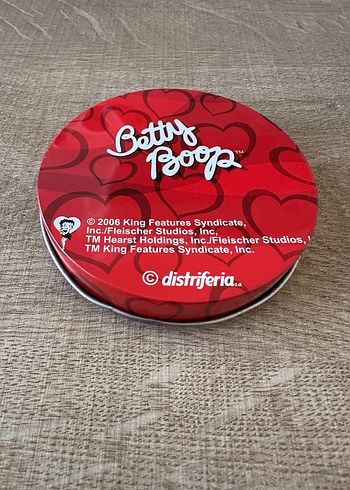 Betty
Boop™
© 2006 King Features Syndicate,
Inc./Fleischer Studios, Inc,
TM Hearst Holdings, Inc./Fleischer Studios,
TM King Features Syndicate, Inc.
© distriferia s.a.